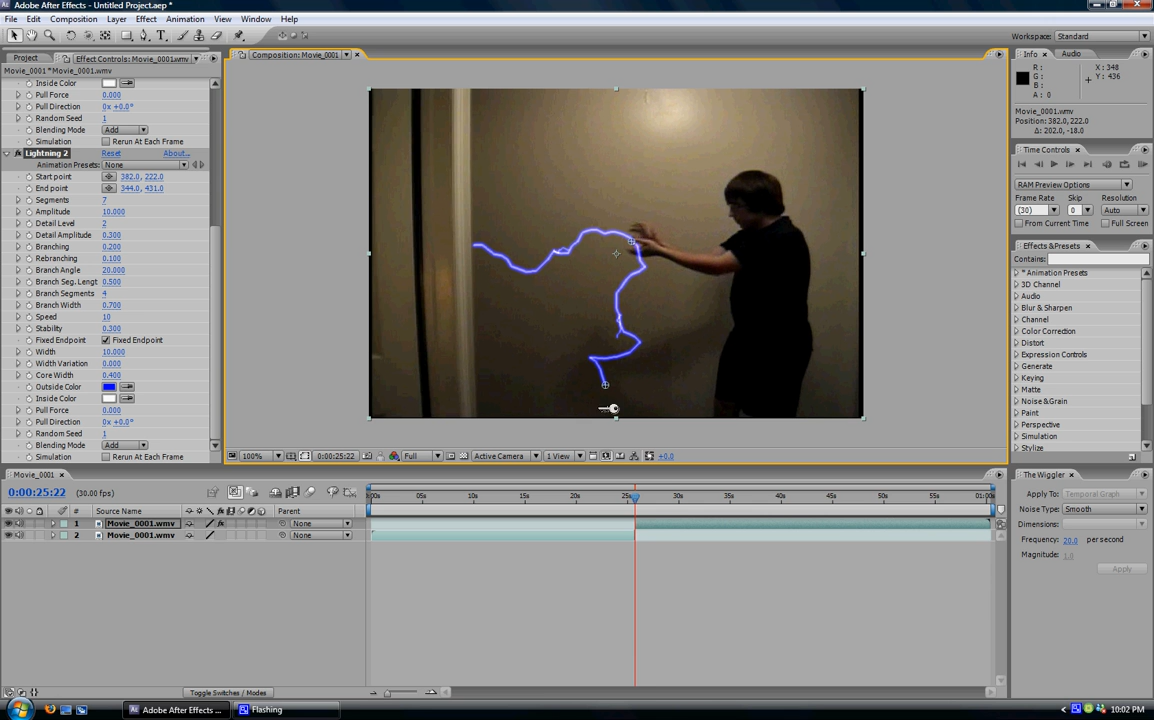 Adobe After Effects - Untitled Project.aep *
File Edit Composition Layer Effect Animation View Window Help
Workspace: Standard
Project Effect Controls: Movie_0001.wmv
Movie_0001 * Movie_0001.wmv
Inside Color
Pull Force 0.000
Pull Direction 0x +0.0°
Random Seed 1
Blending Mode Add
Simulation Rerun At Each Frame
Lightning 2 Reset About...
Animation Presets: None
Start point 382.0, 222.0
End point 344.0, 431.0
Segments 7
Amplitude 10.000
Detail Level 2
Detail Amplitude 0.300
Branching 0.200
Rebranching 0.100
Branch Angle 20.000
Branch Seg. Lengt 0.500
Branch Segments 4
Branch Width 0.700
Speed 10
Stability 0.300
Fixed Endpoint Fixed Endpoint
Width 10.000
Width Variation 0.000
Core Width 0.400
Outside Color
Inside Color
Pull Force 0.000
Pull Direction 0x +0.0°
Random Seed 1
Blending Mode Add
Simulation Rerun At Each Frame
Composition: Movie_0001
100% 0:00:25:22 Full Active Camera 1 View +0.0
Info Audio
R : X : 348
G : Y : 436
B :
A : 0
Movie_0001.wmv
Position: 382.0, 222.0
Δ: 202.0, -18.0
Time Controls
RAM Preview Options
Frame Rate Skip Resolution
(30) 0 Auto
From Current Time Full Screen
Effects & Presets
Contains:
* Animation Presets
3D Channel
Audio
Blur & Sharpen
Channel
Color Correction
Distort
Expression Controls
Generate
Keying
Matte
Noise & Grain
Paint
Perspective
Simulation
Stylize
Movie_0001
0:00:25:22 (30.00 fps)
# Source Name Parent
1 Movie_0001.wmv None
2 Movie_0001.wmv None
:00s 05s 10s 15s 20s 25s 30s 35s 40s 45s 50s 55s 01:00s
Toggle Switches / Modes
The Wiggler
Apply To: Temporal Graph
Noise Type: Smooth
Dimensions:
Frequency: 20.0 per second
Magnitude: 1.0
Apply
Adobe After Effects ... Flashing 10:02 PM